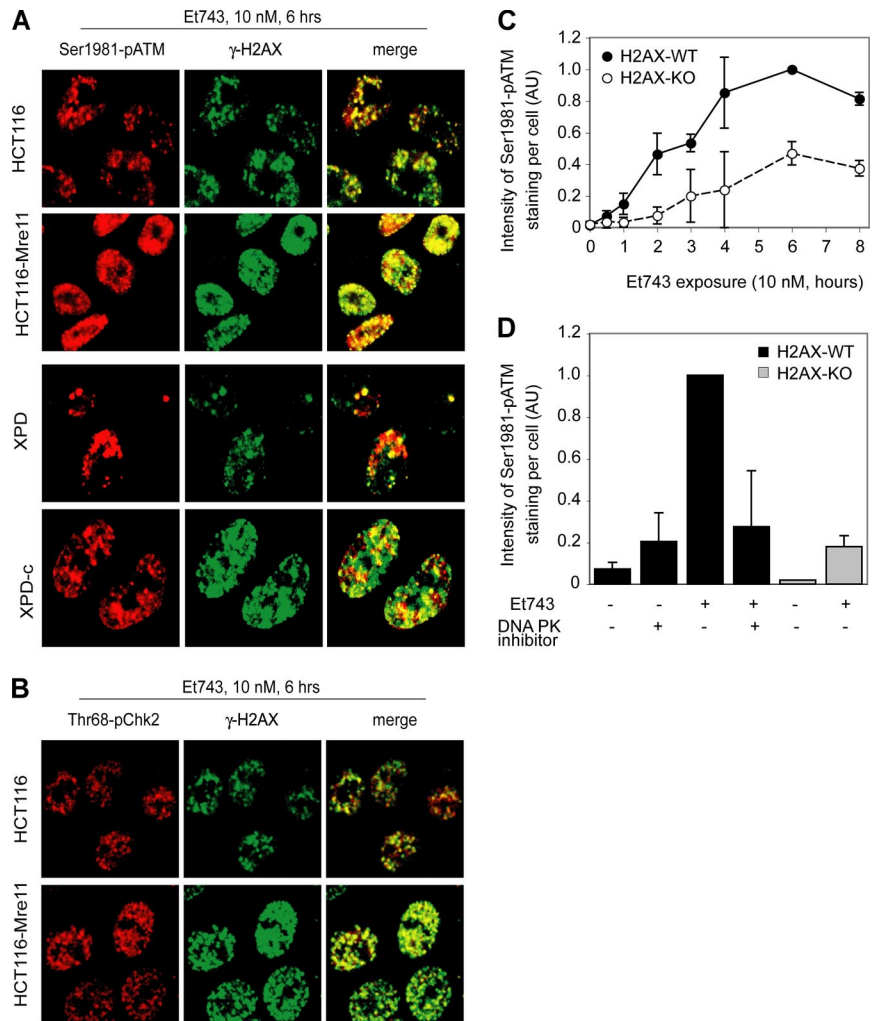 A
Et743, 10 nM, 6 hrs
Ser1981-pATM γ-H2AX merge
HCT116
HCT116-Mre11
XPD
XPD-c
B
Et743, 10 nM, 6 hrs
Thr68-pChk2 γ-H2AX merge
HCT116
HCT116-Mre11
C
Intensity of Ser1981-pATM
staining per cell (AU)
1.2
1.0
0.8
0.6
0.4
0.2
0
H2AX-WT
H2AX-KO
0 1 2 3 4 5 6 7 8
Et743 exposure (10 nM, hours)
D
Intensity of Ser1981-pATM
staining per cell (AU)
1.2
1.0
0.8
0.6
0.4
0.2
0
H2AX-WT
H2AX-KO
Et743 - - + + - +
DNA PK - + - + - -
inhibitor